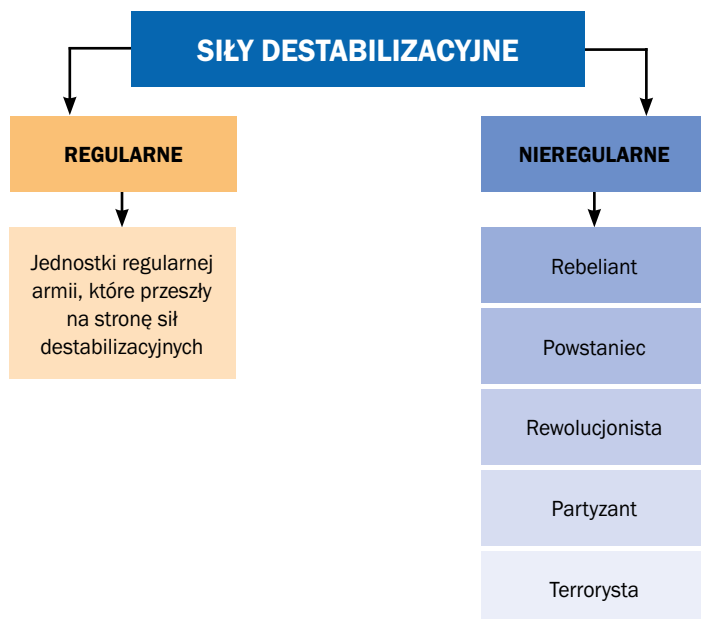 SIŁY DESTABILIZACYJNE
REGULARNE
Jednostki regularnej
armii, które przeszły
na stronę sił
destabilizacyjnych
NIEREGULARNE
Rebeliant
Powstaniec
Rewolucjonista
Partyzant
Terrorysta